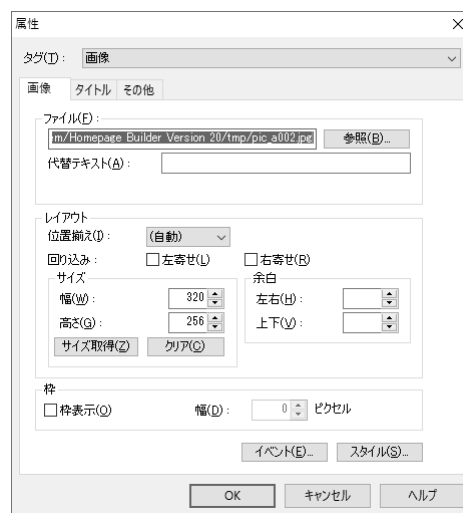 属性
タグ(T): 画像
画像 タイトル その他
ファイル(F):
m/Homepage Builder Version 20/tmp/pic_a002.jpg 参照(B)...
代替テキスト(A):
レイアウト
位置揃え(I): (自動)
回り込み: 左寄せ(L) 右寄せ(R)
サイズ 余白
幅(W): 320 左右(H):
高さ(G): 256 上下(V):
サイズ取得(Z) クリア(C)
枠
枠表示(O) 幅(D): 0 ピクセル
イベント(E)... スタイル(S)...
OK キャンセル ヘルプ